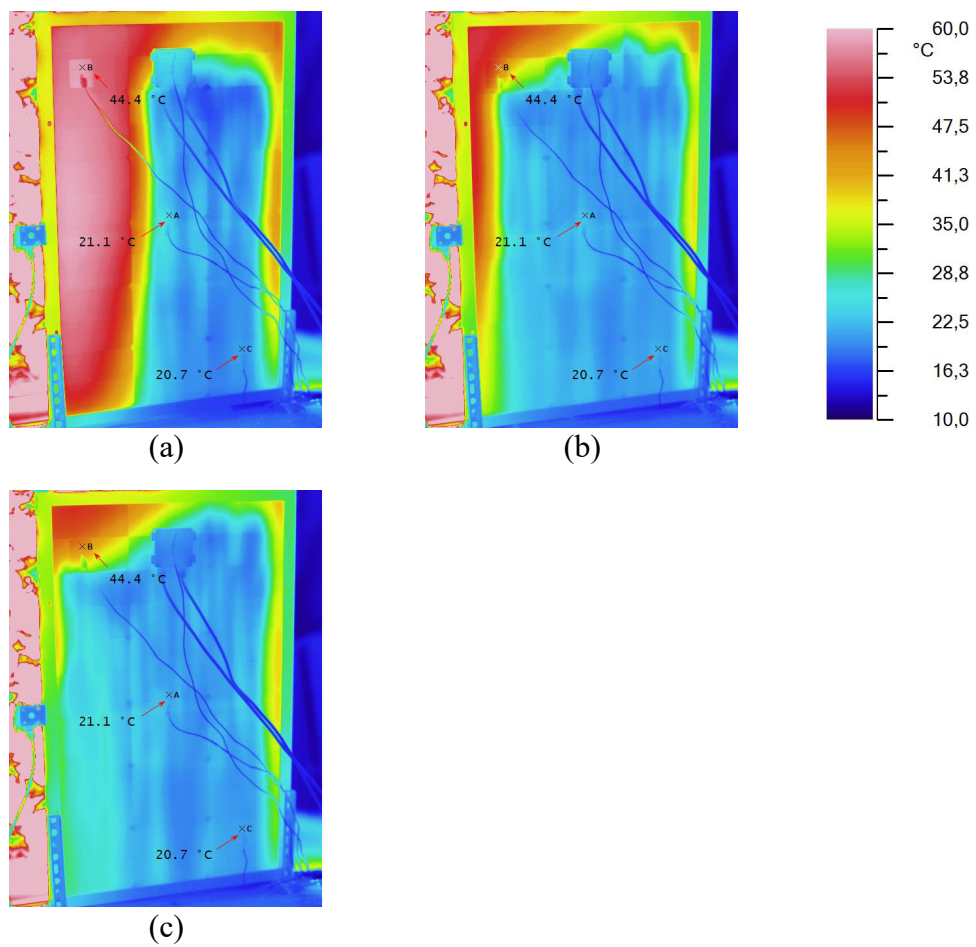 B
44.4 °C
A
21.1 °C
C
20.7 °C
(a)
B
44.4 °C
A
21.1 °C
C
20.7 °C
(b)
60,0
°C
53,8
47,5
41,3
35,0
28,8
22,5
16,3
10,0
B
44.4 °C
A
21.1 °C
C
20.7 °C
(c)